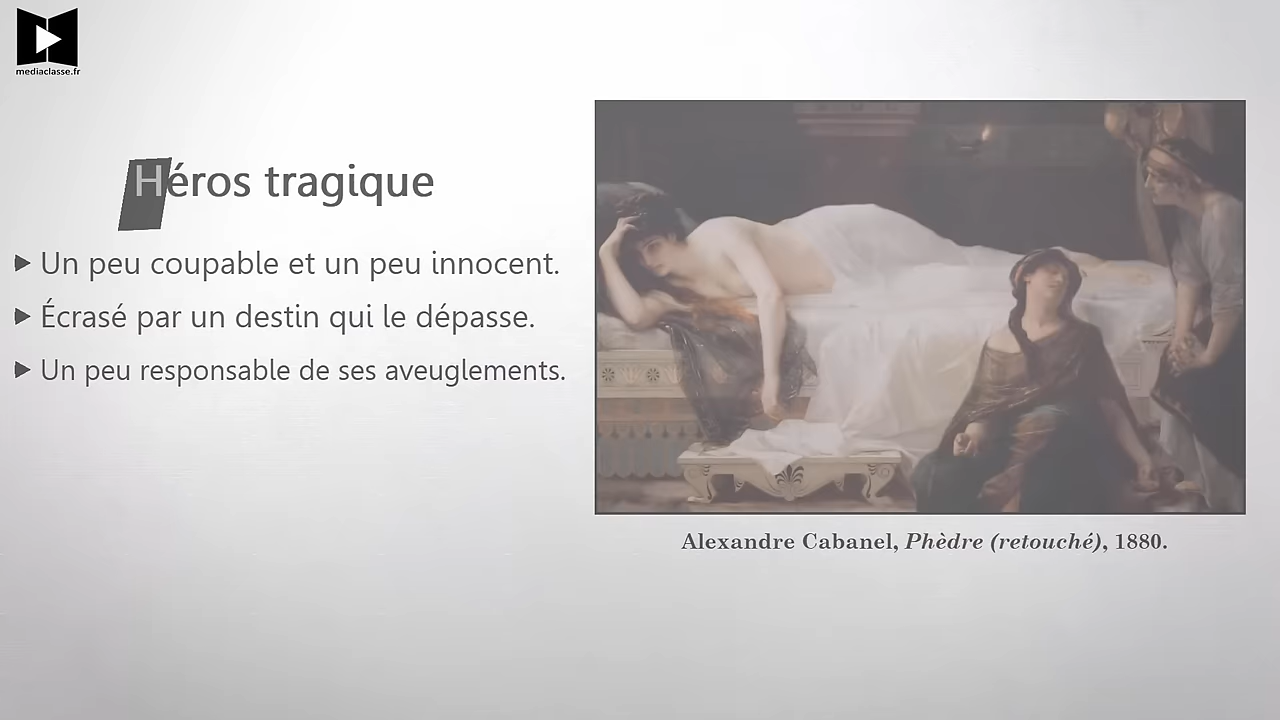 mediaclasse.fr
Héros tragique
Un peu coupable et un peu innocent.
Écrasé par un destin qui le dépasse.
Un peu responsable de ses aveuglements.
Alexandre Cabanel, Phèdre (retouché), 1880.